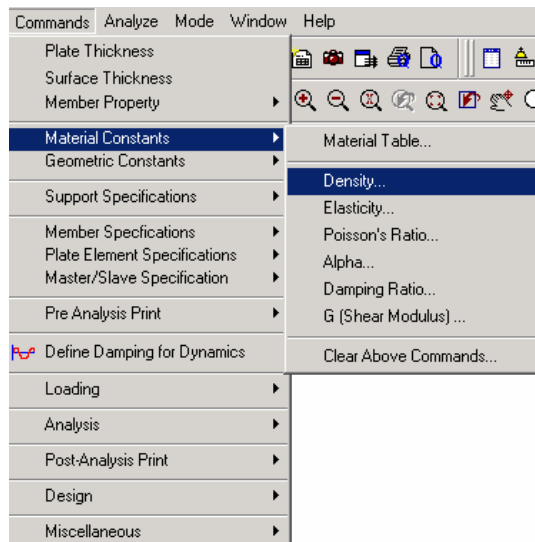 Commands Analyze Mode Window Help
Plate Thickness
Surface Thickness
Member Property
Material Constants
Geometric Constants
Support Specifications
Member Specfications
Plate Element Specifications
Master/Slave Specification
Pre Analysis Print
Define Damping for Dynamics
Loading
Analysis
Post-Analysis Print
Design
Miscellaneous
Material Table...
Density...
Elasticity...
Poisson's Ratio...
Alpha...
Damping Ratio...
G (Shear Modulus) ...
Clear Above Commands...